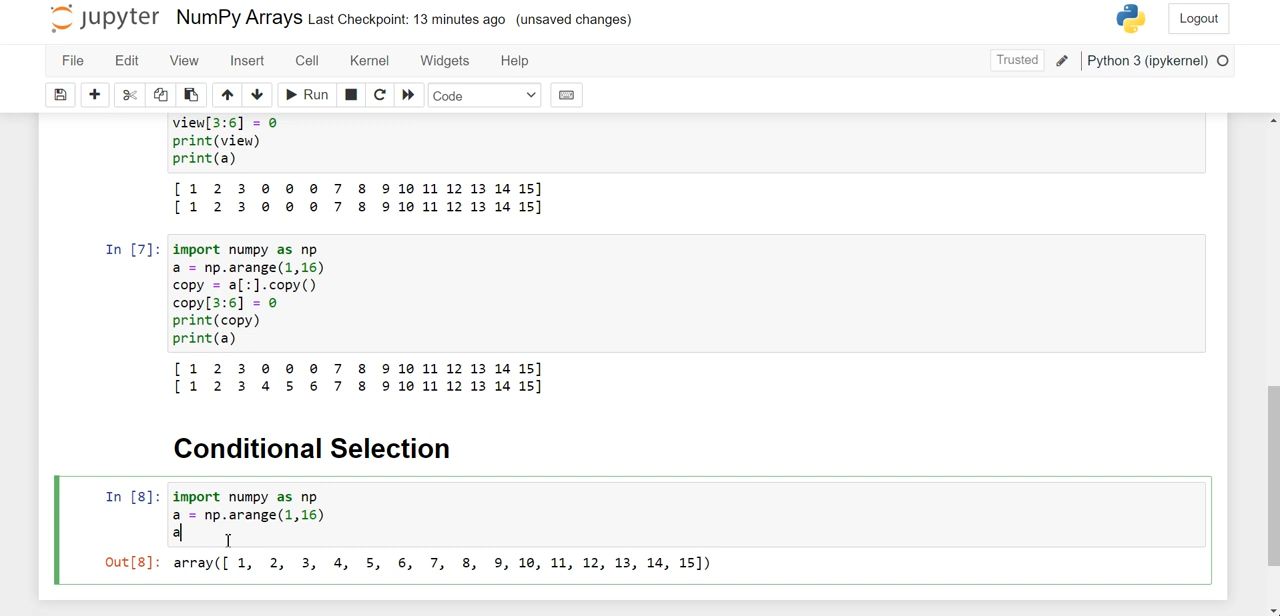 jupyter NumPy Arrays Last Checkpoint: 13 minutes ago (unsaved changes) Logout
File Edit View Insert Cell Kernel Widgets Help Trusted Python 3 (ipykernel)
Run Code
view[3:6] = 0
print(view)
print(a)
[ 1 2 3 0 0 0 7 8 9 10 11 12 13 14 15]
[ 1 2 3 0 0 0 7 8 9 10 11 12 13 14 15]
In [7]: import numpy as np
a = np.arange(1,16)
copy = a[:].copy()
copy[3:6] = 0
print(copy)
print(a)
[ 1 2 3 0 0 0 7 8 9 10 11 12 13 14 15]
[ 1 2 3 4 5 6 7 8 9 10 11 12 13 14 15]
Conditional Selection
In [8]: import numpy as np
a = np.arange(1,16)
a
Out[8]: array([ 1, 2, 3, 4, 5, 6, 7, 8, 9, 10, 11, 12, 13, 14, 15])